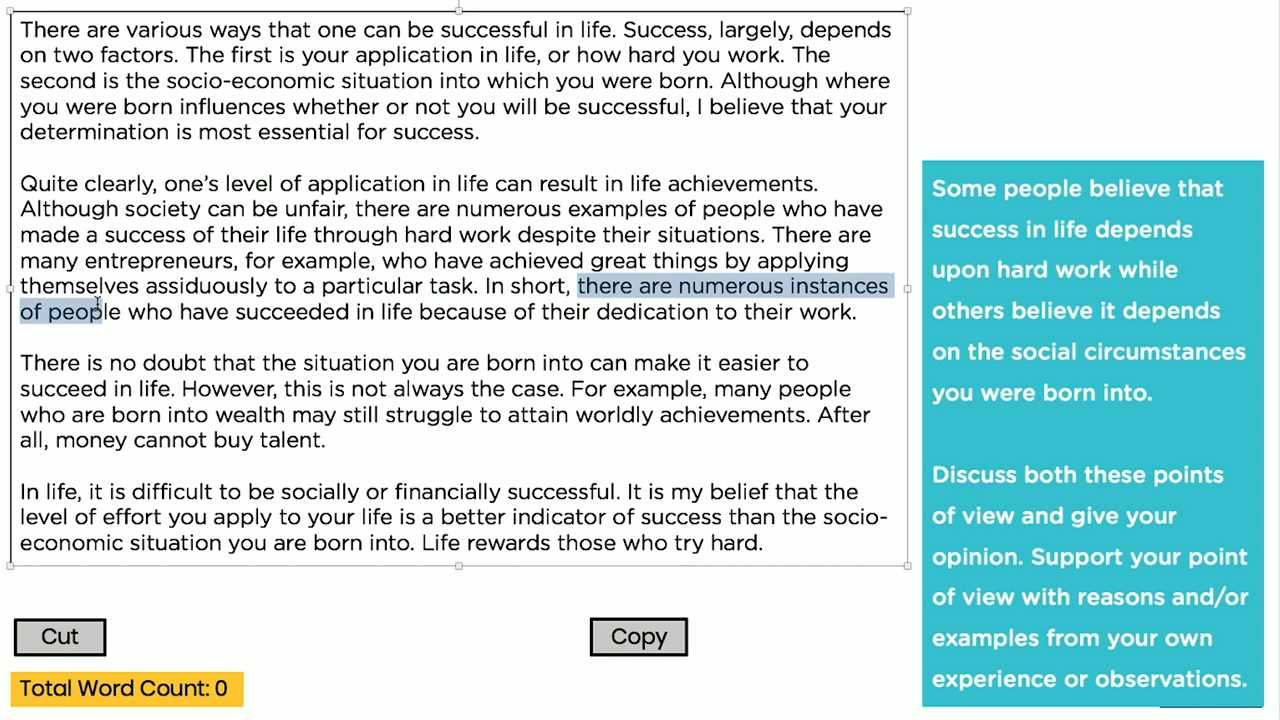 There are various ways that one can be successful in life. Success, largely, depends
on two factors. The first is your application in life, or how hard you work. The
second is the socio-economic situation into which you were born. Although where
you were born influences whether or not you will be successful, I believe that your
determination is most essential for success.
Quite clearly, one's level of application in life can result in life achievements.
Although society can be unfair, there are numerous examples of people who have
made a success of their life through hard work despite their situations. There are
many entrepreneurs, for example, who have achieved great things by applying
themselves assiduously to a particular task. In short, there are numerous instances
of people who have succeeded in life because of their dedication to their work.
There is no doubt that the situation you are born into can make it easier to
succeed in life. However, this is not always the case. For example, many people
who are born into wealth may still struggle to attain worldly achievements. After
all, money cannot buy talent.
In life, it is difficult to be socially or financially successful. It is my belief that the
level of effort you apply to your life is a better indicator of success than the socio-
economic situation you are born into. Life rewards those who try hard.
Cut
Copy
Total Word Count: 0
Some people believe that
success in life depends
upon hard work while
others believe it depends
on the social circumstances
you were born into.
Discuss both these points
of view and give your
opinion. Support your point
of view with reasons and/or
examples from your own
experience or observations.